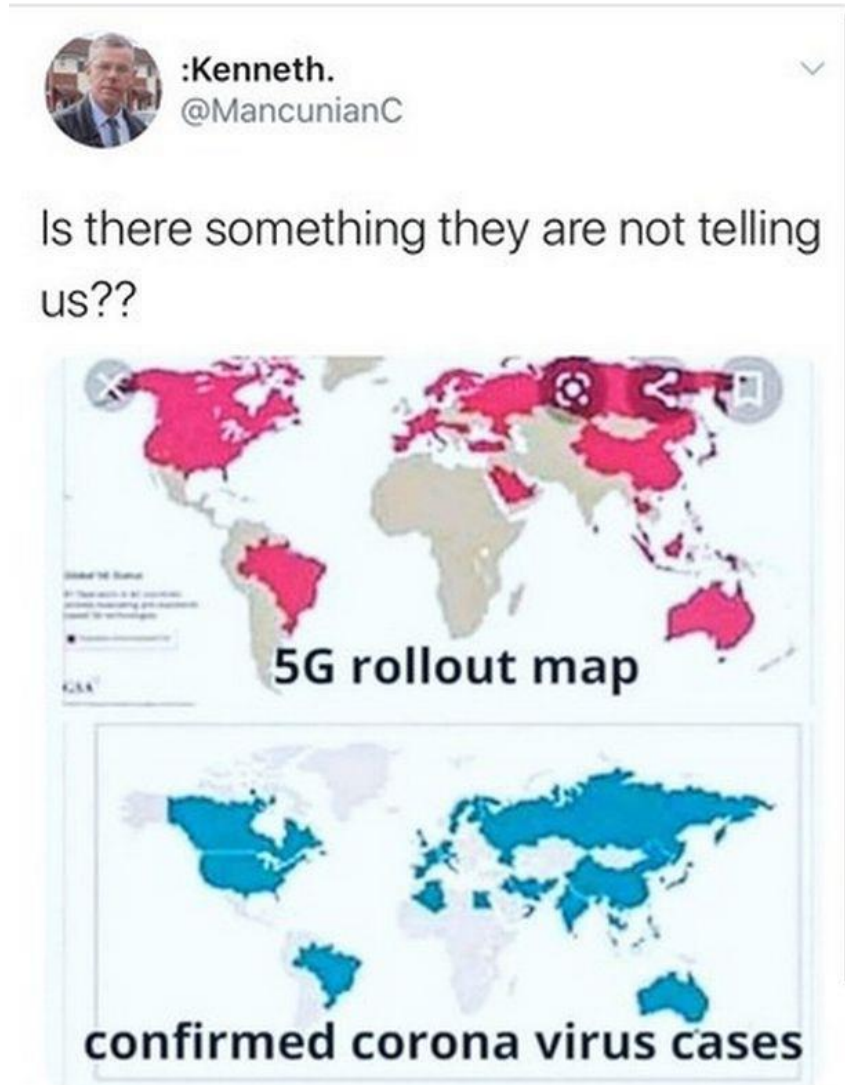 :Kenneth.
@MancunianC
Is there something they are not telling
us??
5G rollout map
confirmed corona virus cases